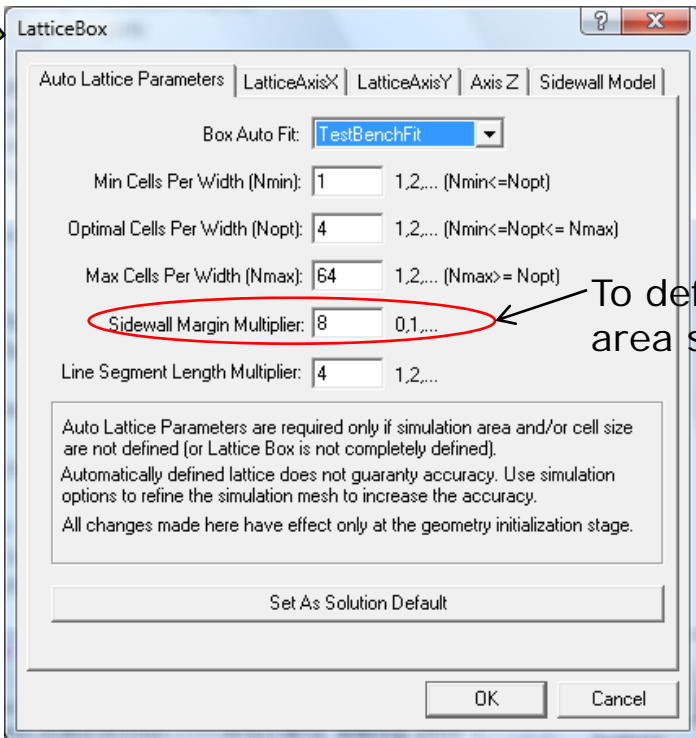 LatticeBox
Auto Lattice Parameters LatticeAxisX LatticeAxisY Axis Z Sidewall Model
Box Auto Fit: TestBenchFit
Min Cells Per Width (Nmin): 1 1,2,... (Nmin<=Nopt)
Optimal Cells Per Width (Nopt): 4 1,2,... (Nmin<=Nopt<= Nmax)
Max Cells Per Width (Nmax): 64 1,2... (Nmax>= Nopt)
Sidewall Margin Multiplier: 8 0,1,...
To def
area s
Line Segment Length Multiplier: 4 1,2,...
Auto Lattice Parameters are required only if simulation area and/or cell size
are not defined (or Lattice Box is not completely defined).
Automatically defined lattice does not guaranty accuracy. Use simulation
options to refine the simulation mesh to increase the accuracy.
All changes made here have effect only at the geometry initialization stage.
Set As Solution Default
OK Cancel